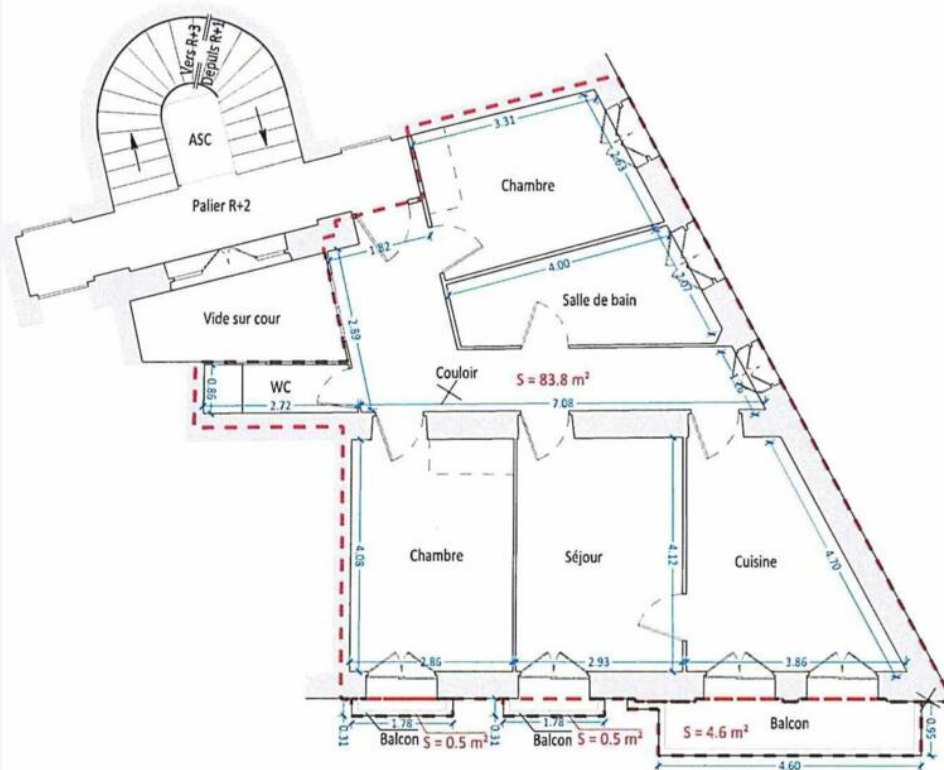 Vers R+3
Depuis R+1
ASC
Palier R+2
3.31
2.63
Chambre
1.82
4.00
2.07
Salle de bain
Vide sur cour
2.89
Couloir
S = 83.8 m²
1.26
0.86
WC
2.72
7.08
4.08
Chambre
4.12
Séjour
Cuisine
4.70
2.86
2.93
3.86
0.31
1.78
Balcon
S = 0.5 m²
0.31
1.78
Balcon
S = 0.5 m²
S = 4.6 m²
Balcon
0.95
4.60